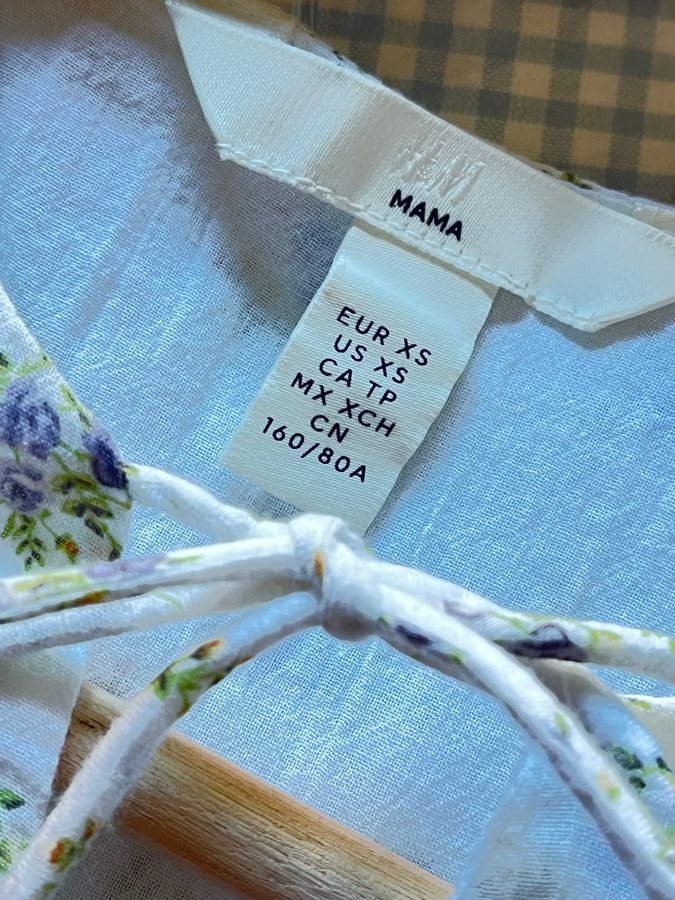 H&M
MAMA
EUR XS
US XS
CA TP
MX XCH
CN
160/80A